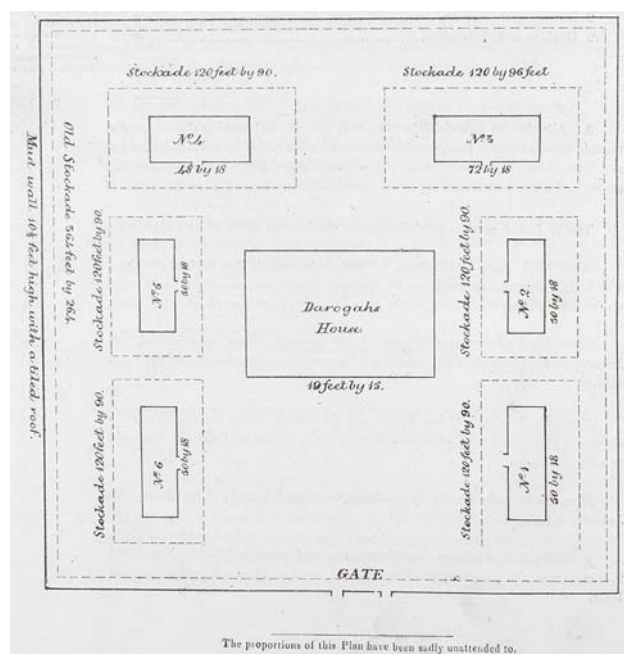 Stockade 120 feet by 90.
Stockade 120 by 96 feet
Nº 4
48 by 18
Nº 3
72 by 18
Mud wall 10½ feet high with a tiled roof.
Old Stockade 561 feet by 264.
Stockade 120 feet by 90.
Nº 5
50 by 18
Darogahs
House
19 feet by 15.
Stockade 120 feet by 90.
Nº 2.
50 by 18
Stockade 120 feet by 90.
Nº 6
50 by 18
Stockade 120 feet by 90.
Nº 1.
50 by 18
GATE
The proportions of this Plan have been sadly unattended to.